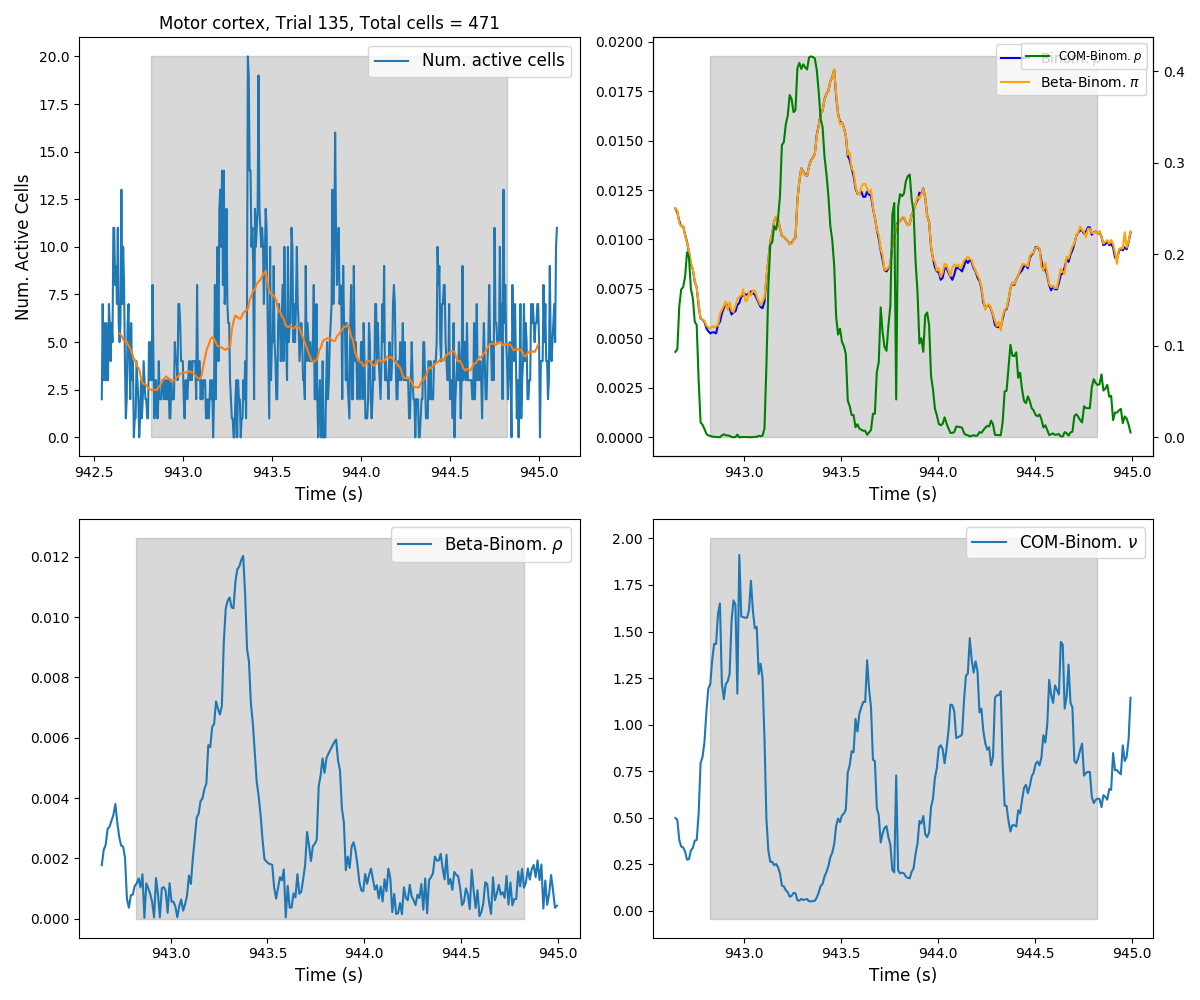 Motor cortex, Trial 135, Total cells = 471
Num. active cells
Num. Active Cells
20.0
17.5
15.0
12.5
10.0
7.5
5.0
2.5
0.0
942.5 943.0 943.5 944.0 944.5 945.0
Time (s)
COM-Binom. p
Beta-Binom. π
0.0200
0.0175
0.0150
0.0125
0.0100
0.0075
0.0050
0.0025
0.0000
0.4
0.3
0.2
0.1
0.0
943.0 943.5 944.0 944.5 945.0
Time (s)
Beta-Binom. ρ
0.012
0.010
0.008
0.006
0.004
0.002
0.000
943.0 943.5 944.0 944.5 945.0
Time (s)
COM-Binom. ν
2.00
1.75
1.50
1.25
1.00
0.75
0.50
0.25
0.00
943.0 943.5 944.0 944.5 945.0
Time (s)